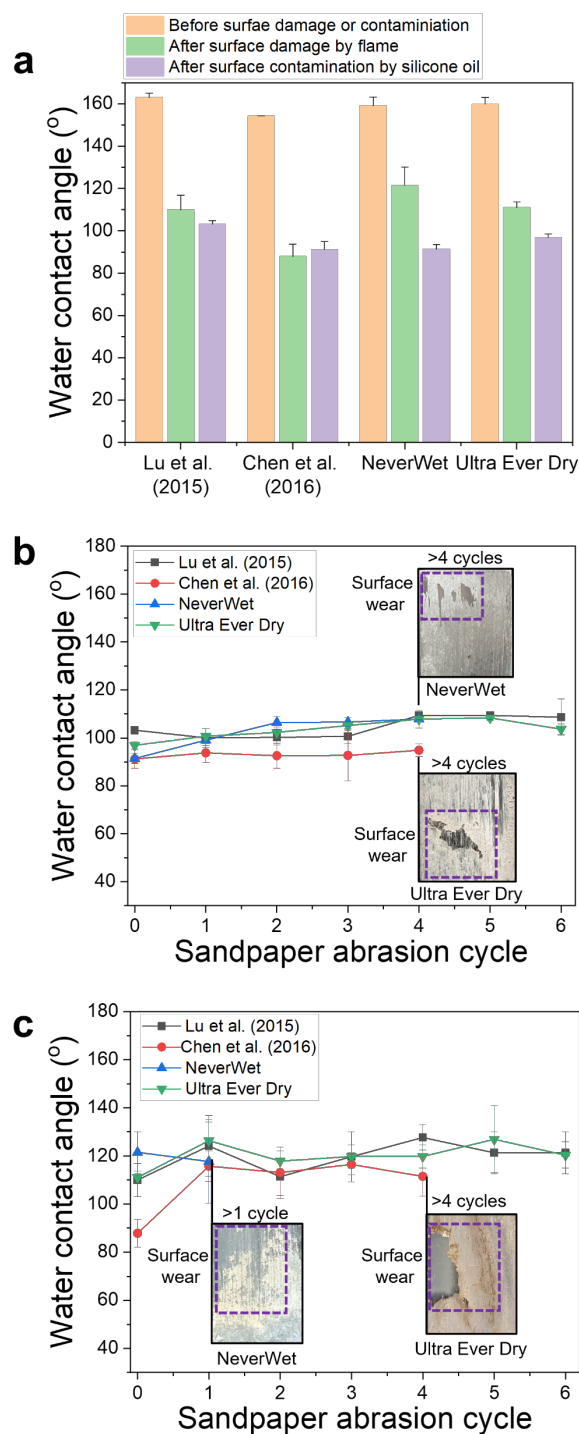 Before surfae damage or contaminiation
After surface damage by flame
After surface contamination by silicone oil
a
Water contact angle (º)
160
140
120
100
80
60
40
20
0
Lu et al. (2015)
Chen et al. (2016)
NeverWet
Ultra Ever Dry
b
Water contact angle (º)
180
160
140
120
100
80
60
40
Lu et al. (2015)
Chen et al. (2016)
NeverWet
Ultra Ever Dry
>4 cycles
Surface
wear
NeverWet
>4 cycles
Surface
wear
Ultra Ever Dry
0 1 2 3 4 5 6
Sandpaper abrasion cycle
c
Water contact angle (º)
180
160
140
120
100
80
60
40
Lu et al. (2015)
Chen et al. (2016)
NeverWet
Ultra Ever Dry
>1 cycle
Surface
wear
NeverWet
>4 cycles
Surface
wear
Ultra Ever Dry
0 1 2 3 4 5 6
Sandpaper abrasion cycle